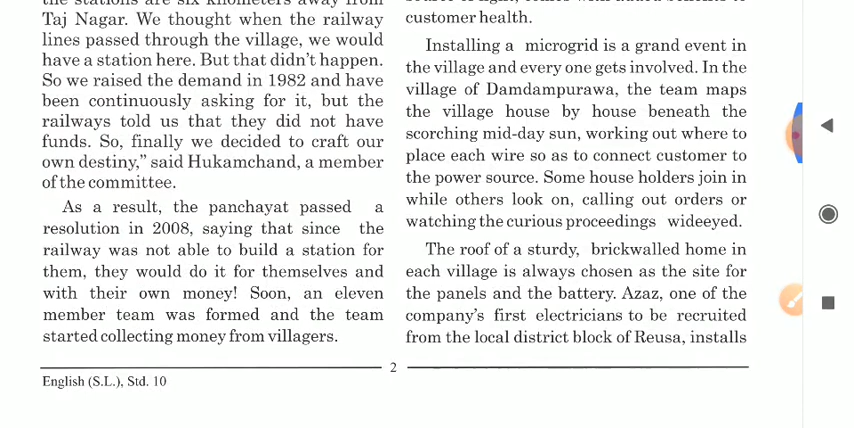 the stations are six kilometers away from
Taj Nagar. We thought when the railway
lines passed through the village, we would
have a station here. But that didn't happen.
So we raised the demand in 1982 and have
been continuously asking for it, but the
railways told us that they did not have
funds. So, finally we decided to craft our
own destiny," said Hukamchand, a member
of the committee.
As a result, the panchayat passed a
resolution in 2008, saying that since the
railway was not able to build a station for
them, they would do it for themselves and
with their own money! Soon, an eleven
member team was formed and the team
started collecting money from villagers.
customer health.
Installing a microgrid is a grand event in
the village and every one gets involved. In the
village of Damdampurawa, the team maps
the village house by house beneath the
scorching mid-day sun, working out where to
place each wire so as to connect customer to
the power source. Some house holders join in
while others look on, calling out orders or
watching the curious proceedings wideeyed.
The roof of a sturdy, brickwalled home in
each village is always chosen as the site for
the panels and the battery. Azaz, one of the
company's first electricians to be recruited
from the local district block of Reusa, installs
2
English (S.L.), Std. 10